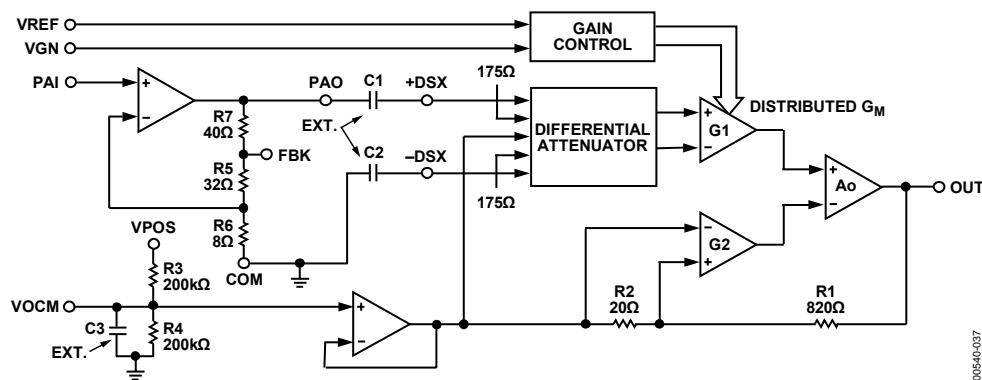 VREF
VGN
GAIN
CONTROL
PAI
+
−
PAO
C1
+DSX
175Ω
DISTRIBUTED GM
R7
40Ω
EXT.
DIFFERENTIAL
ATTENUATOR
+
G1
−
FBK
C2
−DSX
R5
32Ω
175Ω
+
Ao
−
OUT
VPOS
R6
8Ω
−
G2
+
COM
R3
200kΩ
R2
20Ω
R1
820Ω
VOCM
+
−
C3
R4
200kΩ
EXT.
00540-037